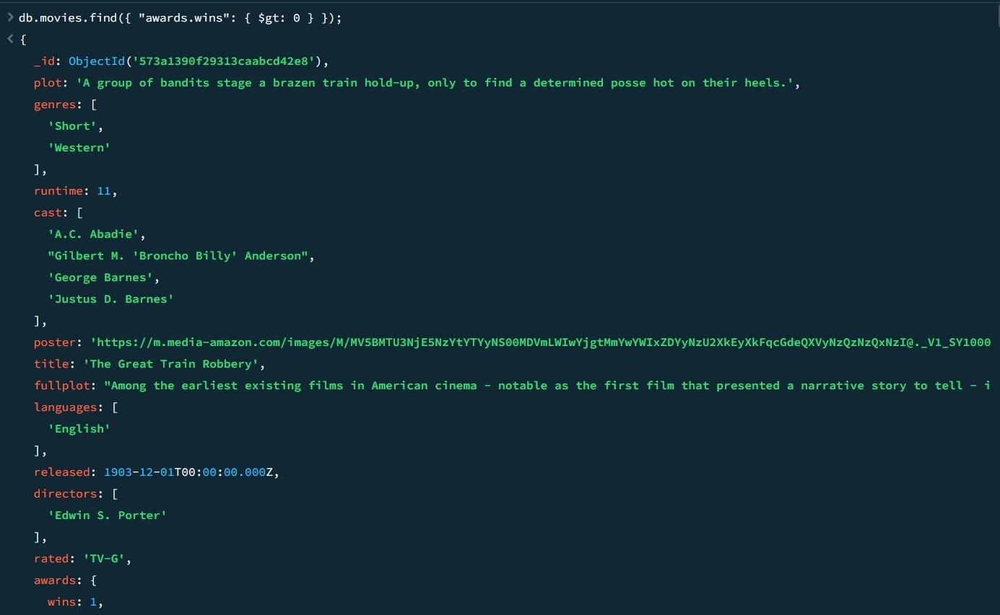 > db.movies.find({ "awards.wins": { $gt: 0 } });
< {
_id: ObjectId('573a1390f29313caabcd42e8'),
plot: 'A group of bandits stage a brazen train hold-up, only to find a determined posse hot on their heels.',
genres: [
'Short',
'Western'
],
runtime: 11,
cast: [
'A.C. Abadie',
"Gilbert M. 'Broncho Billy' Anderson",
'George Barnes',
'Justus D. Barnes'
],
poster: 'https://m.media-amazon.com/images/M/MV5BMTU3NjE5NzYtYTYyNS00MDVmLWIwYjgtMmYwYWIxZDYyNzU2XkEyXkFqcGdeQXVyNzQzNzQxNzI@._V1_SY1000
title: 'The Great Train Robbery',
fullplot: "Among the earliest existing films in American cinema - notable as the first film that presented a narrative story to tell - i
languages: [
'English'
],
released: 1903-12-01T00:00:00.000Z,
directors: [
'Edwin S. Porter'
],
rated: 'TV-G',
awards: {
wins: 1,